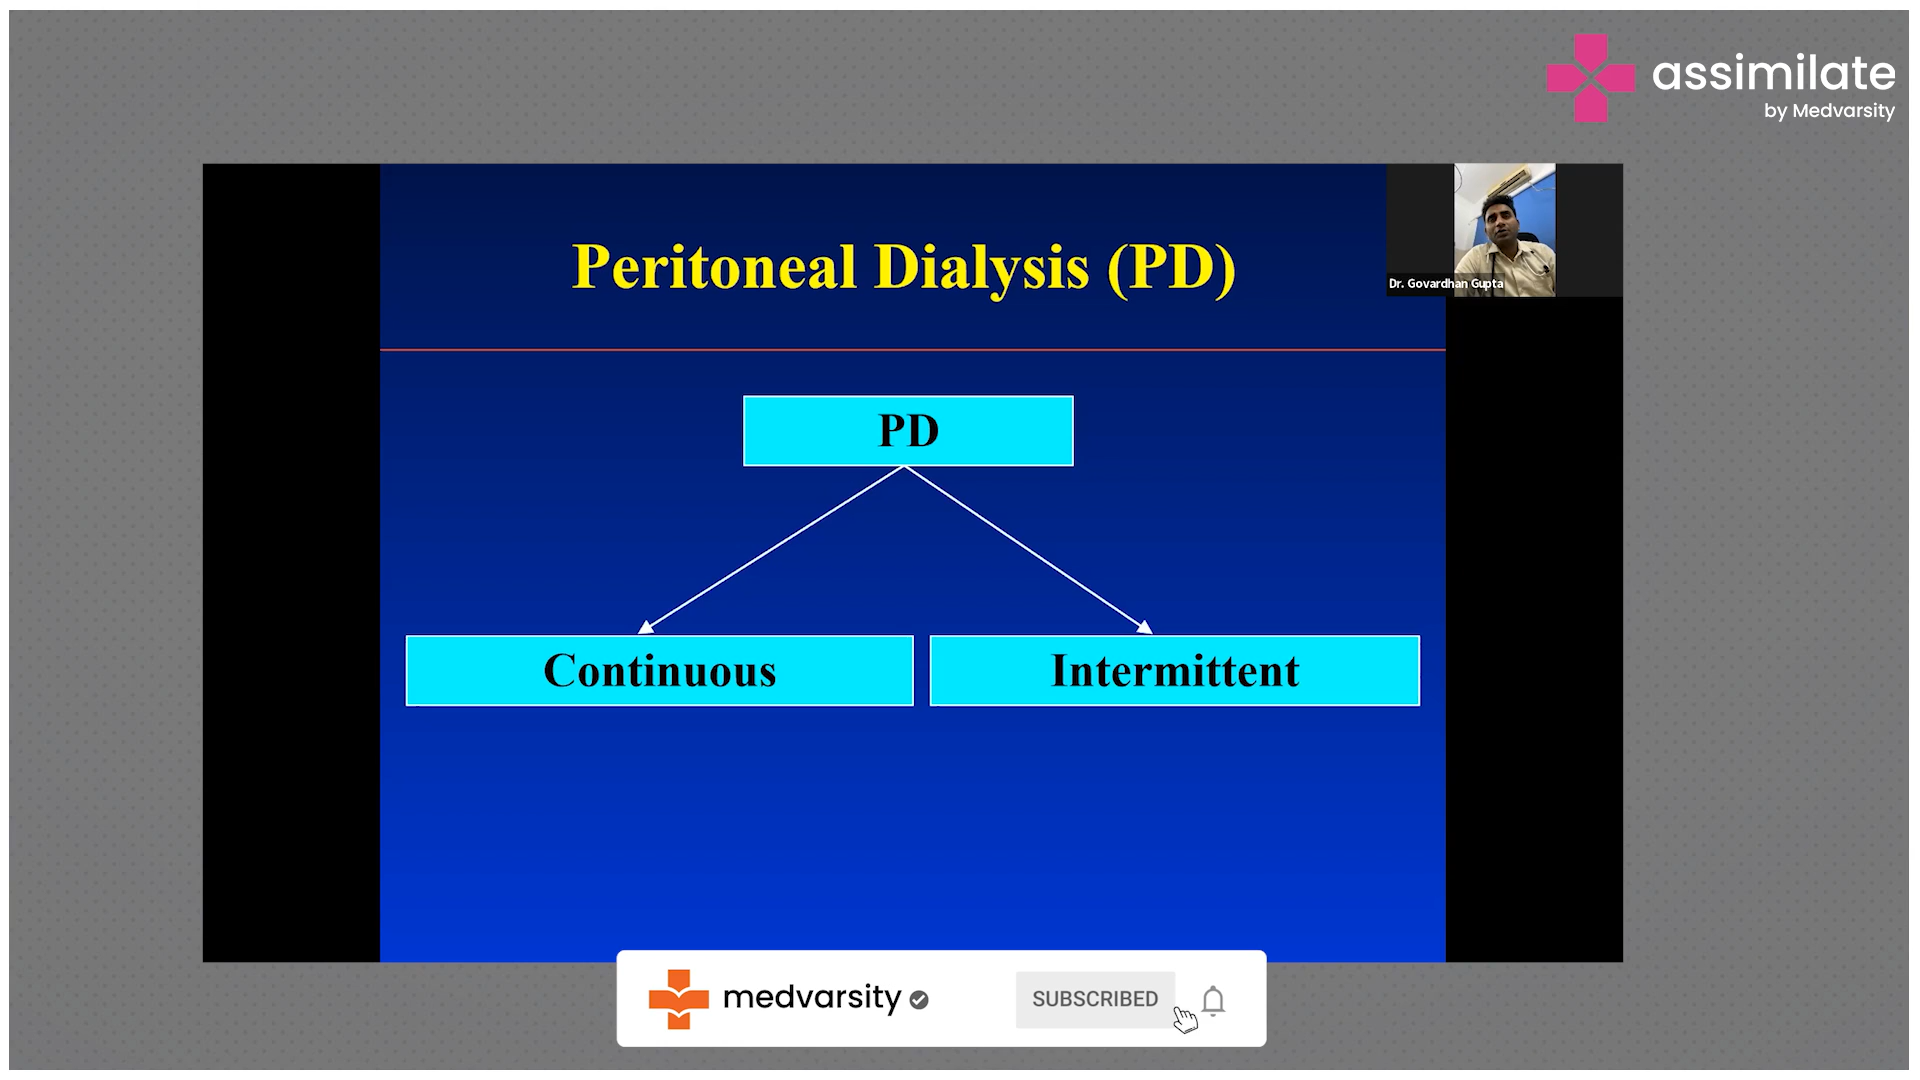 assimilate
by Medvarsity
Peritoneal Dialysis (PD)
Dr. Govardhan Gupta
PD
Continuous
Intermittent
medvarsity
SUBSCRIBED